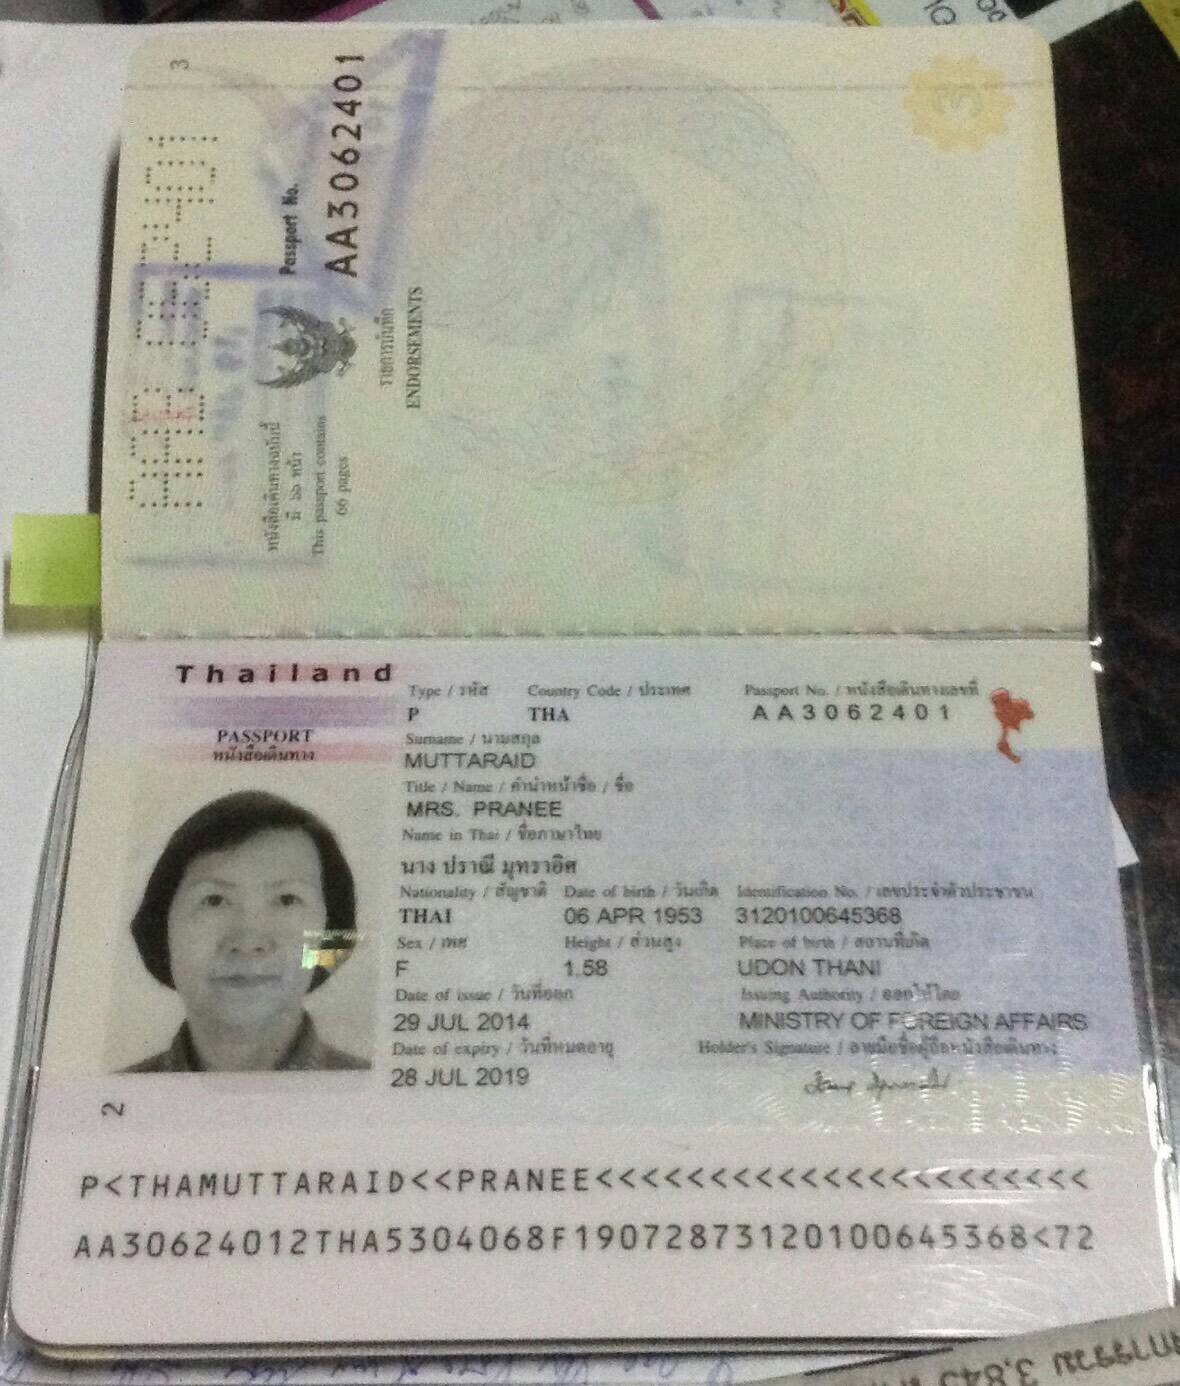 3
AA3062401
Passport No.
AA3062401
รายการบันทึก
ENDORSEMENTS
หนังสือเดินทางฉบับนี้
มี ๖๖ หน้า
This passport contains
66 pages
3
Thailand
PASSPORT
หนังสือเดินทาง
Type / รหัส Country Code / ประเทศ Passport No. / หนังสือเดินทางเลขที่
P THA AA3062401
Surname / นามสกุล
MUTTARAID
Title / Name / คำนำหน้าชื่อ / ชื่อ
MRS. PRANEE
Name in Thai / ชื่อภาษาไทย
นาง ปราณี มุทราอิศ
Nationality / สัญชาติ Date of birth / วันเกิด Identification No. / เลขประจำตัวประชาชน
THAI 06 APR 1953 3120100645368
Sex / เพศ Height / ส่วนสูง Place of birth / สถานที่เกิด
F 1.58 UDON THANI
Date of issue / วันที่ออก Issuing Authority / ออกให้โดย
29 JUL 2014 MINISTRY OF FOREIGN AFFAIRS
Date of expiry / วันที่หมดอายุ Holder's Signature / ลายมือชื่อผู้ถือหนังสือเดินทาง
28 JUL 2019
2
P<THAMUTTARAID<<PRANEE<<<<<<<<<<<<<<<<<<<<<<
AA30624012THA5304068F19072873120100645368<72
3,843